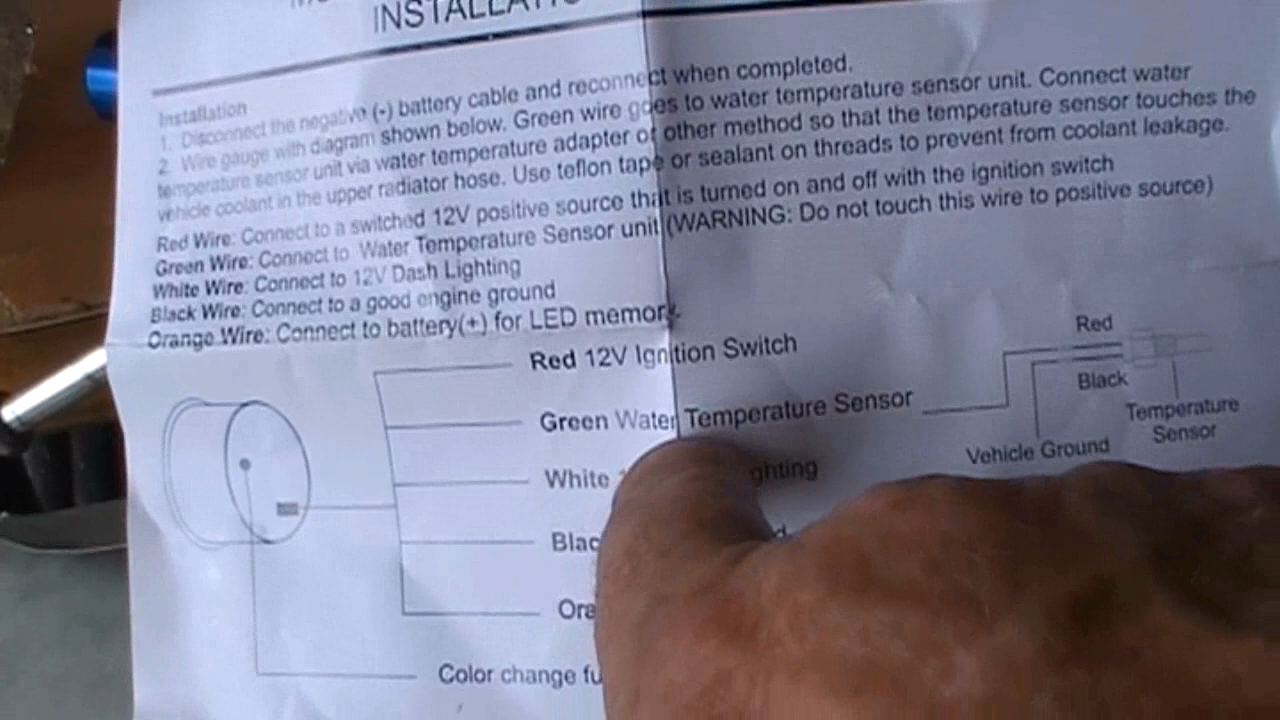 INSTALLATIO
Installation
1. Disconnect the negative (-) battery cable and reconnect when completed.
2. Wire gauge with diagram shown below. Green wire goes to water temperature sensor unit. Connect water
temperature sensor unit via water temperature adapter or other method so that the temperature sensor touches the
vehicle coolant in the upper radiator hose. Use teflon tape or sealant on threads to prevent from coolant leakage.
Red Wire: Connect to a switched 12V positive source that is turned on and off with the ignition switch
Green Wire: Connect to Water Temperature Sensor unit (WARNING: Do not touch this wire to positive source)
White Wire: Connect to 12V Dash Lighting
Black Wire: Connect to a good engine ground
Orange Wire: Connect to battery(+) for LED memory
Red 12V Ignition Switch
Green Water Temperature Sensor
White ghting
Blac
Ora
Color change fu
Red
Black
Temperature
Sensor
Vehicle Ground